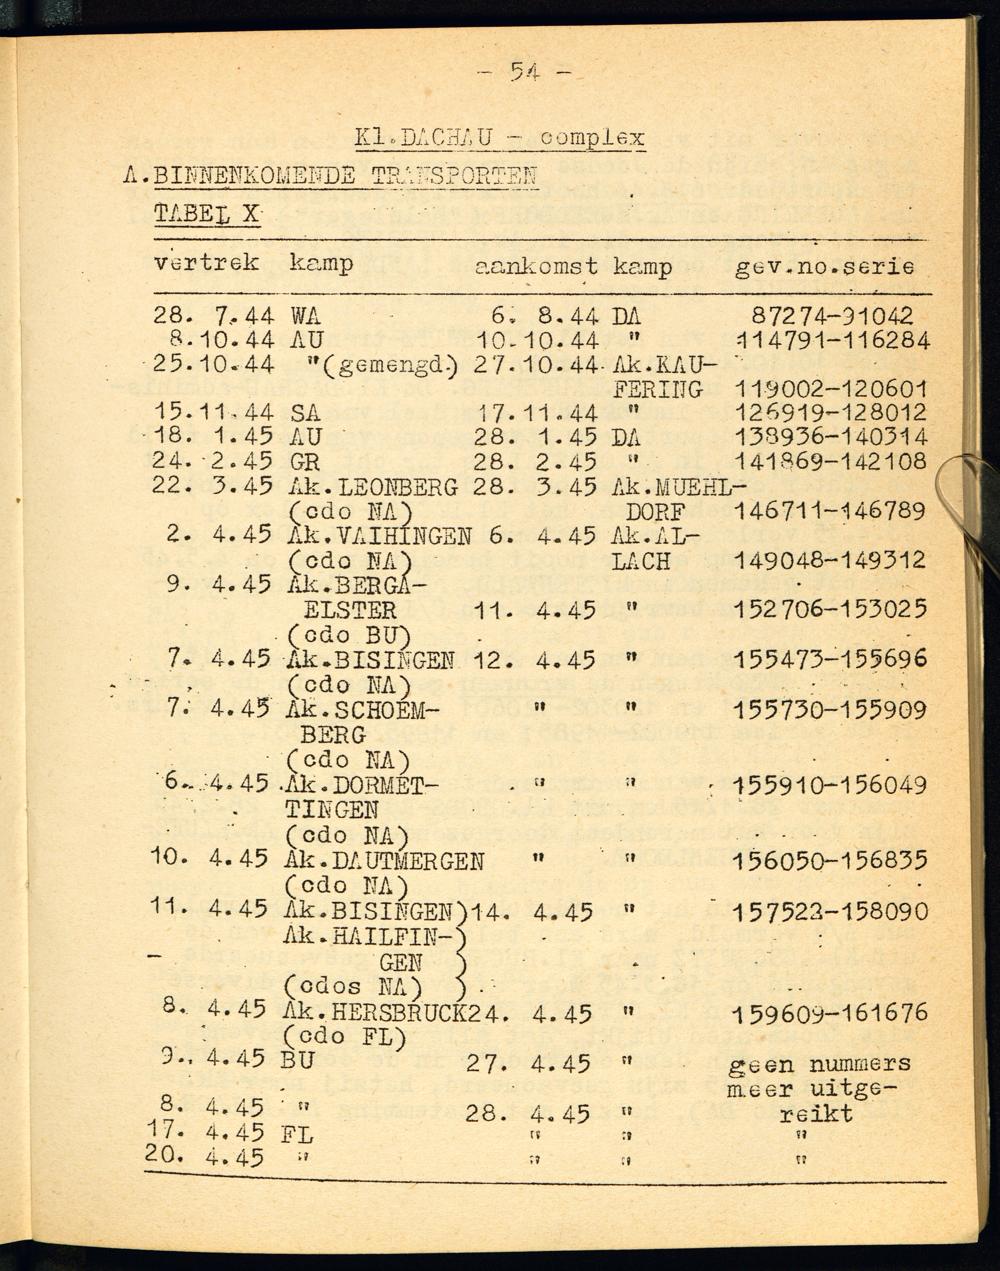 - 54 -
Kl.DACHAU - complex
A.BINNENKOMENDE TRANSPORTEN
TABEL X
vertrek kamp aankomst kamp gev.no.serie
28. 7.44 WA 6. 8.44 DA 87274-91042
8.10.44 AU 10.10.44 " 114791-116284
25.10.44 "(gemengd.) 27.10.44 Ak.KAU-
FERING 119002-120601
15.11.44 SA 17.11.44 " 126919-128012
18. 1.45 AU 28. 1.45 DA 138936-140314
24. 2.45 GR 28. 2.45 " 141869-142108
22. 3.45 Ak.LEONBERG 28. 3.45 Ak.MUEHL-
(cdo NA) DORF 146711-146789
2. 4.45 Ak.VAIHINGEN 6. 4.45 Ak.AL-
(cdo NA) LACH 149048-149312
9. 4.45 Ak.BERGA-
ELSTER 11. 4.45 " 152706-153025
(cdo BU)
7. 4.45 Ak.BISINGEN 12. 4.45 " 155473-155696
(cdo NA)
7. 4.45 Ak.SCHOEM- " " 155730-155909
BERG
(cdo NA)
6. 4.45 Ak.DORMET- " " 155910-156049
TINGEN
(cdo NA)
10. 4.45 Ak.DAUTMERGEN " " 156050-156835
(cdo NA)
11. 4.45 Ak.BISINGEN)14. 4.45 " 157522-158090
Ak.HAILFIN-)
GEN )
(cdos NA) )
8. 4.45 Ak.HERSBRUCK24. 4.45 " 159609-161676
(cdo FL)
9. 4.45 BU 27. 4.45 " geen nummers
meer uitge-
8. 4.45 " 28. 4.45 " reikt
17. 4.45 FL " " "
20. 4.45 " " " "